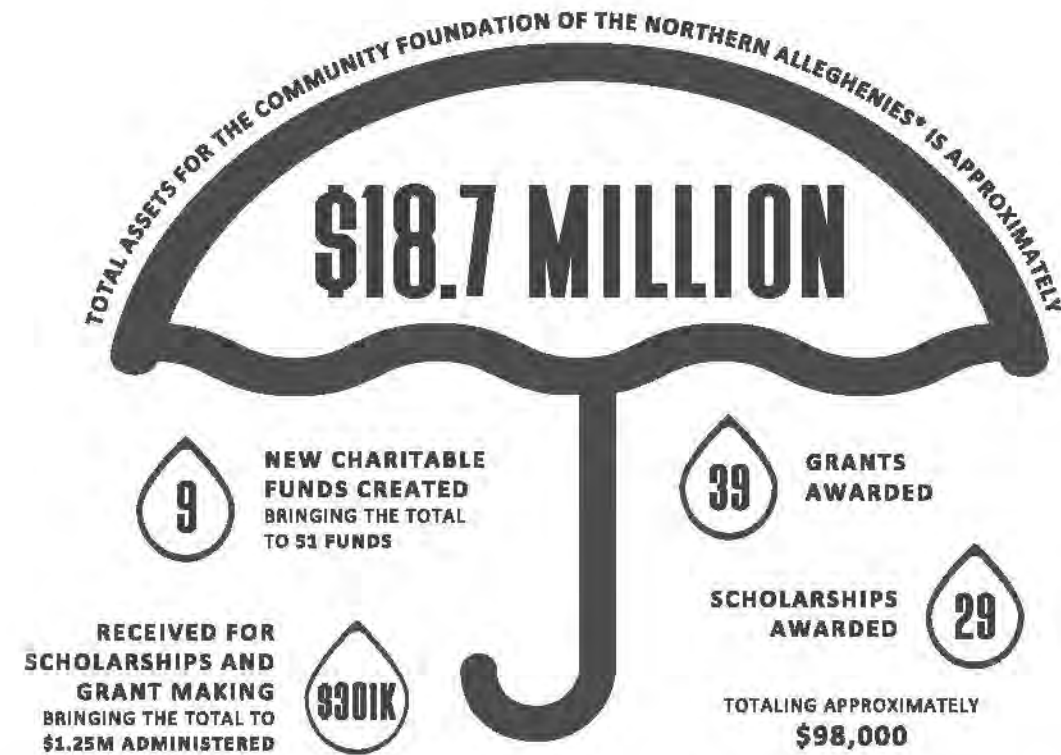 TOTAL ASSETS FOR THE COMMUNITY FOUNDATION OF THE NORTHERN ALLEGHENIES* IS APPROXIMATELY
$18.7 MILLION
9
NEW CHARITABLE
FUNDS CREATED
BRINGING THE TOTAL
TO 51 FUNDS
39
GRANTS
AWARDED
RECEIVED FOR
SCHOLARSHIPS AND
GRANT MAKING
BRINGING THE TOTAL TO
$1.25M ADMINISTERED
$301K
SCHOLARSHIPS
AWARDED
29
TOTALING APPROXIMATELY
$98,000